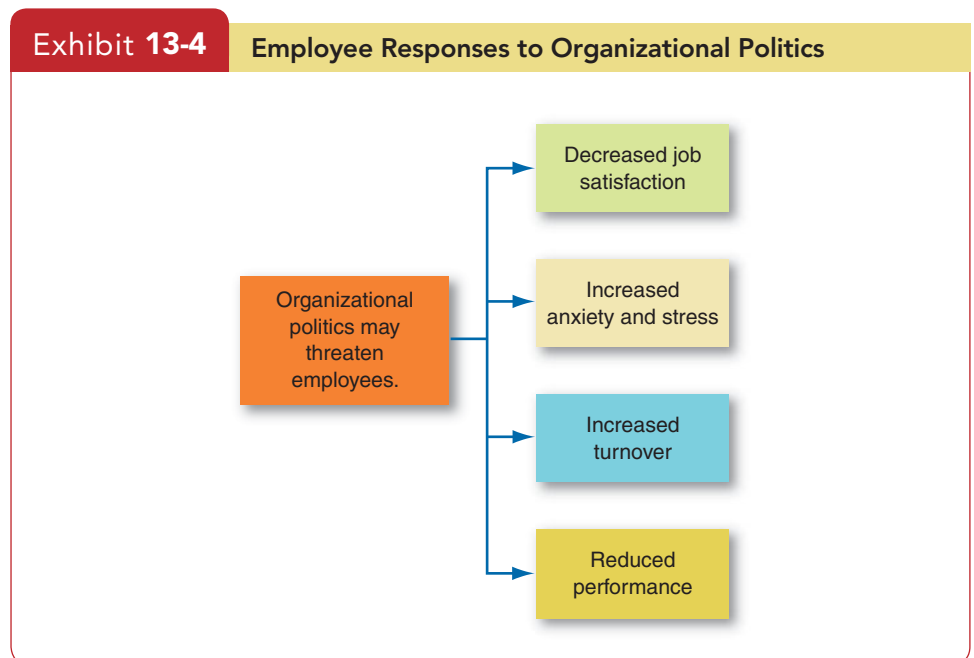 Exhibit 13-4
Employee Responses to Organizational Politics
Decreased job
satisfaction
Organizational
politics may
threaten
employees.
Increased
anxiety and stress
Increased
turnover
Reduced
performance